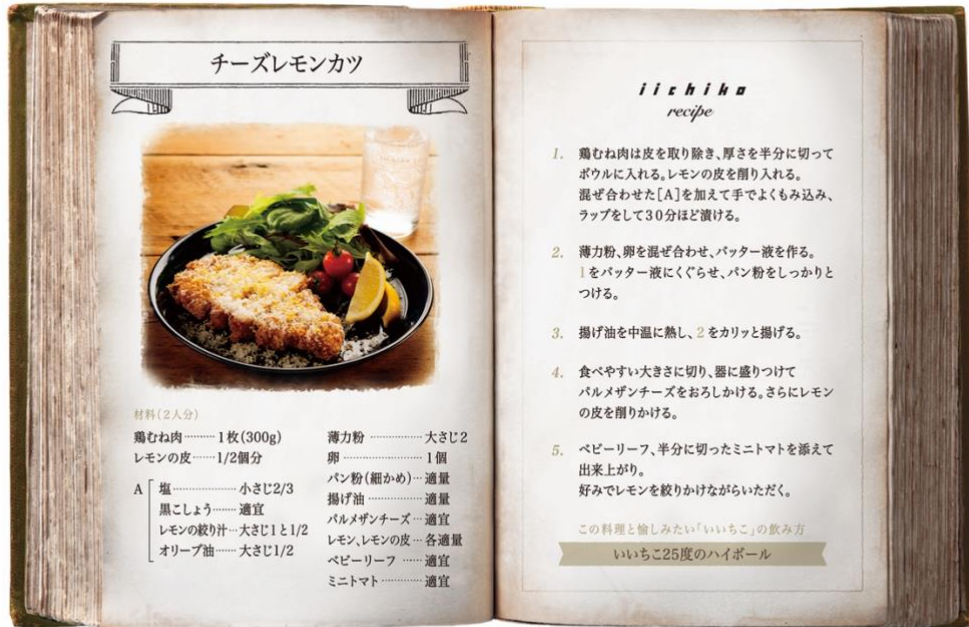 チーズレモンカツ
材料(2人分)
鶏むね肉………1枚(300g)
レモンの皮……1/2個分
A
塩………………小さじ2/3
黒こしょう……適宜
レモンの絞り汁…大さじ1と1/2
オリーブ油……大さじ1/2
薄力粉……………大さじ2
卵…………………1個
パン粉(細かめ)…適量
揚げ油……………適量
パルメザンチーズ…適宜
レモン、レモンの皮…各適量
ベビーリーフ……適宜
ミニトマト………適宜
iichiko
recipe
1. 鶏むね肉は皮を取り除き、厚さを半分に切って
ボウルに入れる。レモンの皮を削り入れる。
混ぜ合わせた[A]を加えて手でよくもみ込み、
ラップをして30分ほど漬ける。
2. 薄力粉、卵を混ぜ合わせ、バッター液を作る。
1をバッター液にくぐらせ、パン粉をしっかりと
つける。
3. 揚げ油を中温に熱し、2をカリッと揚げる。
4. 食べやすい大きさに切り、器に盛りつけて
パルメザンチーズをおろしかける。さらにレモン
の皮を削りかける。
5. ベビーリーフ、半分に切ったミニトマトを添えて
出来上がり。
好みでレモンを絞りかけながらいただく。
この料理と愉しみたい「いいちこ」の飲み方
いいちこ25度のハイボール